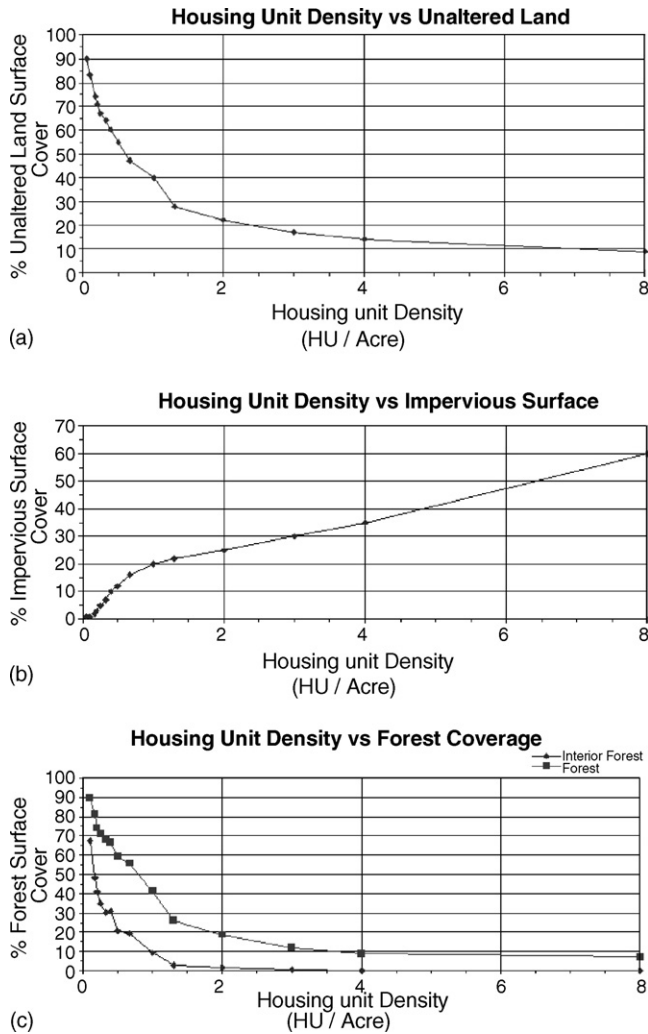 Housing Unit Density vs Unaltered Land
% Unaltered Land Surface
Cover
100
90
80
70
60
50
40
30
20
10
0
0 2 4 6 8
Housing unit Density
(HU / Acre)
(a)
Housing Unit Density vs Impervious Surface
% Impervious Surface
Cover
70
60
50
40
30
20
10
0
0 2 4 6 8
Housing unit Density
(HU / Acre)
(b)
Housing Unit Density vs Forest Coverage
Interior Forest
Forest
% Forest Surface
Cover
100
90
80
70
60
50
40
30
20
10
0
0 2 4 6 8
Housing unit Density
(HU / Acre)
(c)